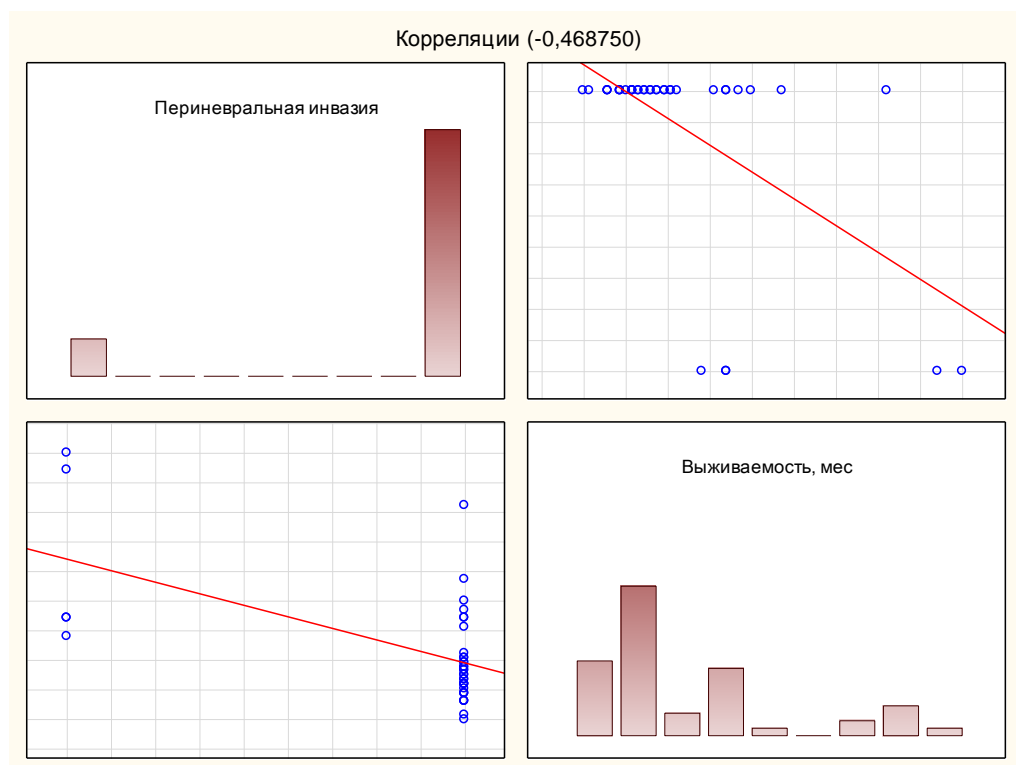 Корреляции (-0,468750)
Периневральная инвазия
Выживаемость, мес